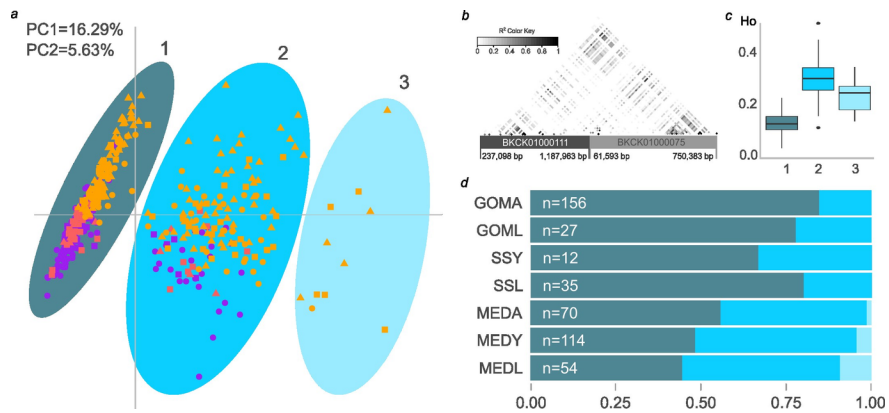 a
PC1=16.29%
PC2=5.63%
1
2
3
b
R² Color Key
0 0.2 0.4 0.6 0.8 1
BKCK01000111
BKCK01000075
237,098 bp
1,187,963 bp
61,593 bp
750,383 bp
c
Ho
0.4
0.2
0.0
1 2 3
d
GOMA n=156
GOML n=27
SSY n=12
SSL n=35
MEDA n=70
MEDY n=114
MEDL n=54
0.00 0.25 0.50 0.75 1.00